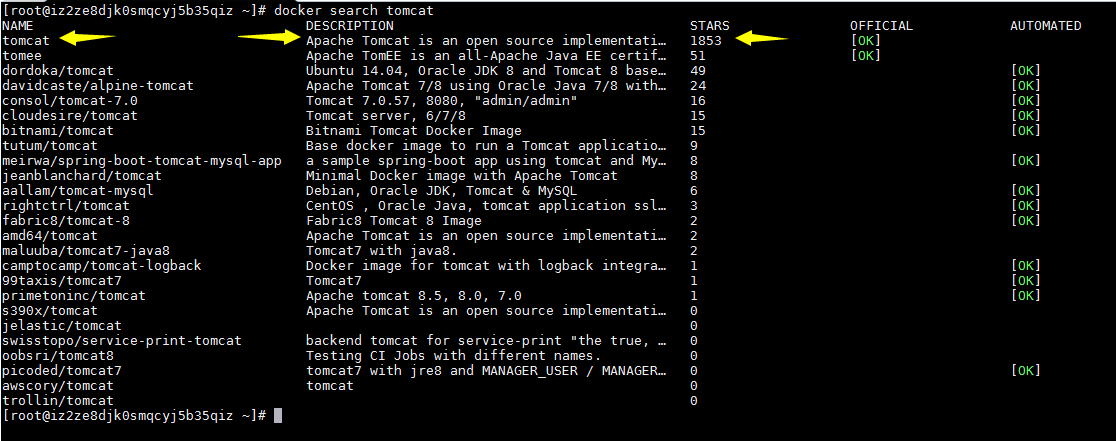 [root@iz2ze8djk0smqcyj5b35qiz ~]# docker search tomcat
NAME DESCRIPTION STARS OFFICIAL AUTOMATED
tomcat Apache Tomcat is an open source implementati… 1853 [OK]
tomee Apache TomEE is an all-Apache Java EE certif… 51 [OK]
dordoka/tomcat Ubuntu 14.04, Oracle JDK 8 and Tomcat 8 base… 49 [OK]
davidcaste/alpine-tomcat Apache Tomcat 7/8 using Oracle Java 7/8 with… 24 [OK]
consol/tomcat-7.0 Tomcat 7.0.57, 8080, "admin/admin" 16 [OK]
cloudesire/tomcat Tomcat server, 6/7/8 15 [OK]
bitnami/tomcat Bitnami Tomcat Docker Image 15 [OK]
tutum/tomcat Base docker image to run a Tomcat applicatio… 9
meirwa/spring-boot-tomcat-mysql-app a sample spring-boot app using tomcat and My… 8 [OK]
jeanblanchard/tomcat Minimal Docker image with Apache Tomcat 8
aallam/tomcat-mysql Debian, Oracle JDK, Tomcat & MySQL 6 [OK]
rightctrl/tomcat CentOS , Oracle Java, tomcat application ssl… 3 [OK]
fabric8/tomcat-8 Fabric8 Tomcat 8 Image 2 [OK]
amd64/tomcat Apache Tomcat is an open source implementati… 2
maluuba/tomcat7-java8 Tomcat7 with java8. 2
camptocamp/tomcat-logback Docker image for tomcat with logback integra… 1 [OK]
99taxis/tomcat7 Tomcat7 1 [OK]
primetoninc/tomcat Apache tomcat 8.5, 8.0, 7.0 1 [OK]
s390x/tomcat Apache Tomcat is an open source implementati… 0
jelastic/tomcat 0
swisstopo/service-print-tomcat backend tomcat for service-print "the true, … 0
oobsri/tomcat8 Testing CI Jobs with different names. 0
picoded/tomcat7 tomcat7 with jre8 and MANAGER_USER / MANAGER… 0 [OK]
awscory/tomcat tomcat 0
trollin/tomcat 0
[root@iz2ze8djk0smqcyj5b35qiz ~]#